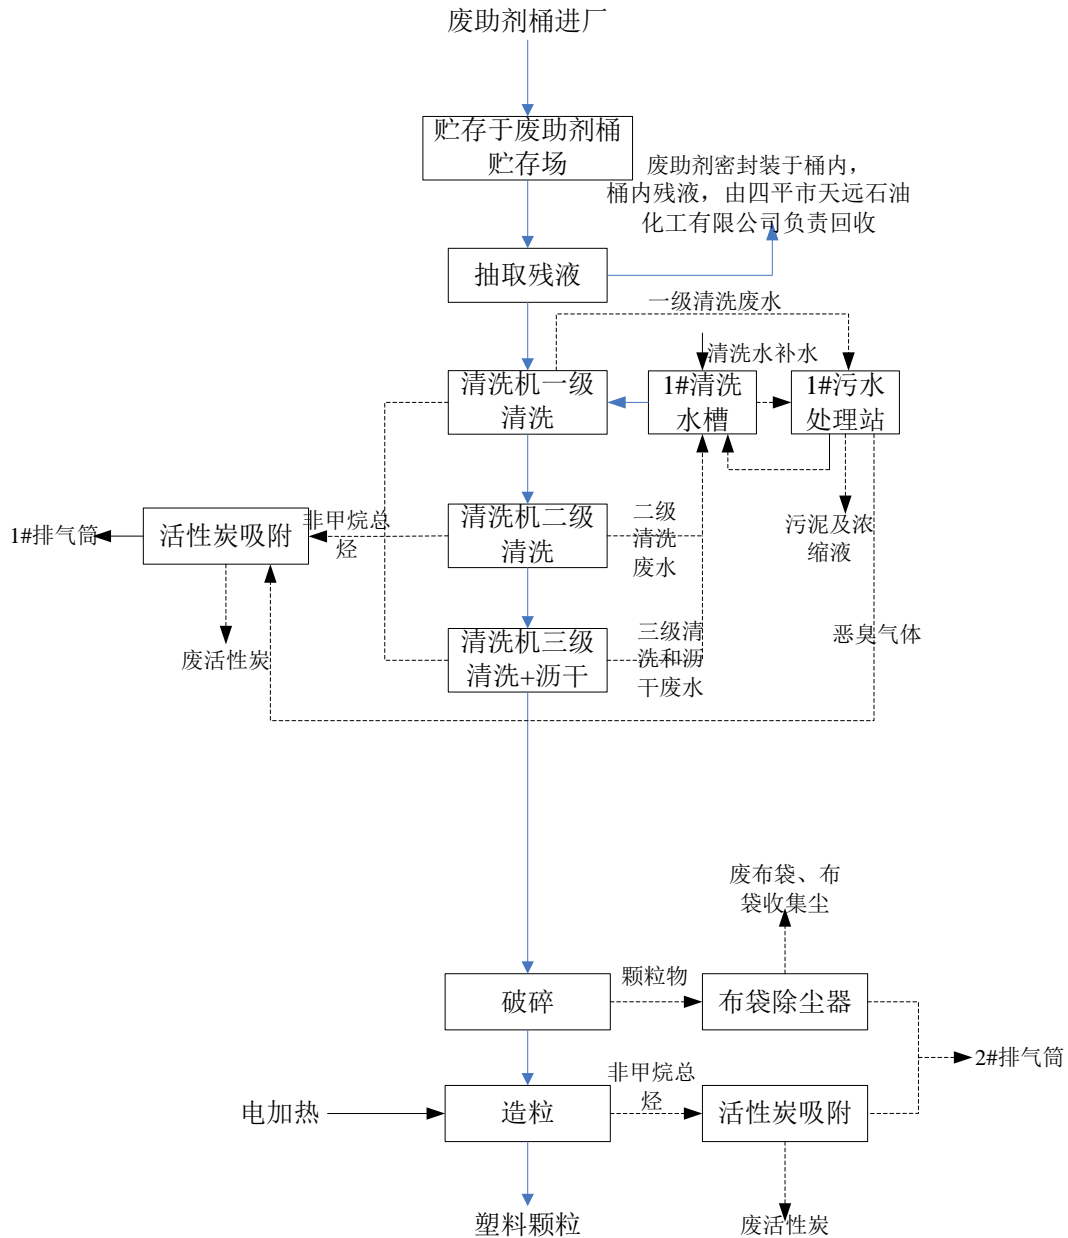 废助剂桶进厂
贮存于废助剂桶
贮存场
废助剂密封装于桶内，
桶内残液，由四平市天远石油
化工有限公司负责回收
抽取残液
一级清洗废水
清洗水补水
清洗机一级
清洗
1#清洗
水槽
1#污水
处理站
1#排气筒
活性炭吸附
非甲烷总
烃
清洗机二级
清洗
二级
清洗
废水
污泥及浓
缩液
废活性炭
清洗机三级
清洗+沥干
三级清
洗和沥
干废水
恶臭气体
废布袋、布
袋收集尘
破碎
颗粒物
布袋除尘器
2#排气筒
电加热
造粒
非甲烷总
烃
活性炭吸附
塑料颗粒
废活性炭